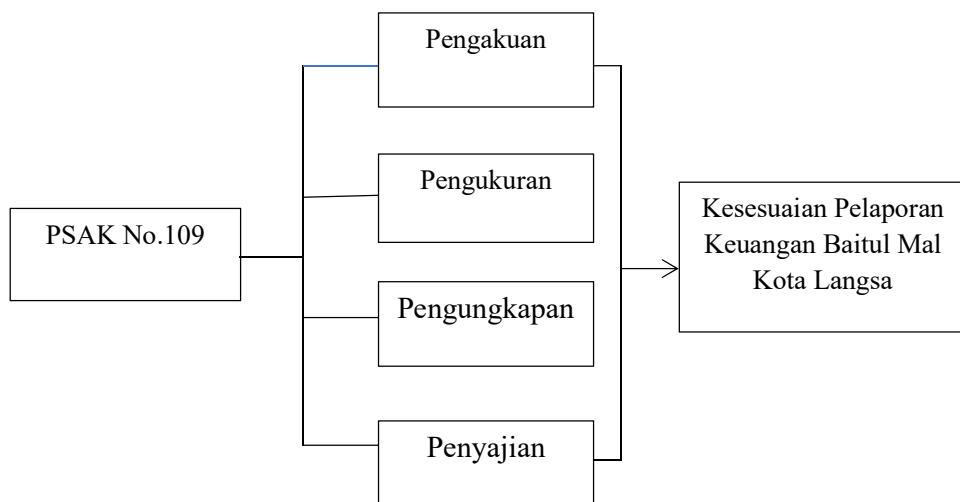 PSAK No.109
Pengakuan
Pengukuran
Pengungkapan
Penyajian
Kesesuaian Pelaporan
Keuangan Baitul Mal
Kota Langsa